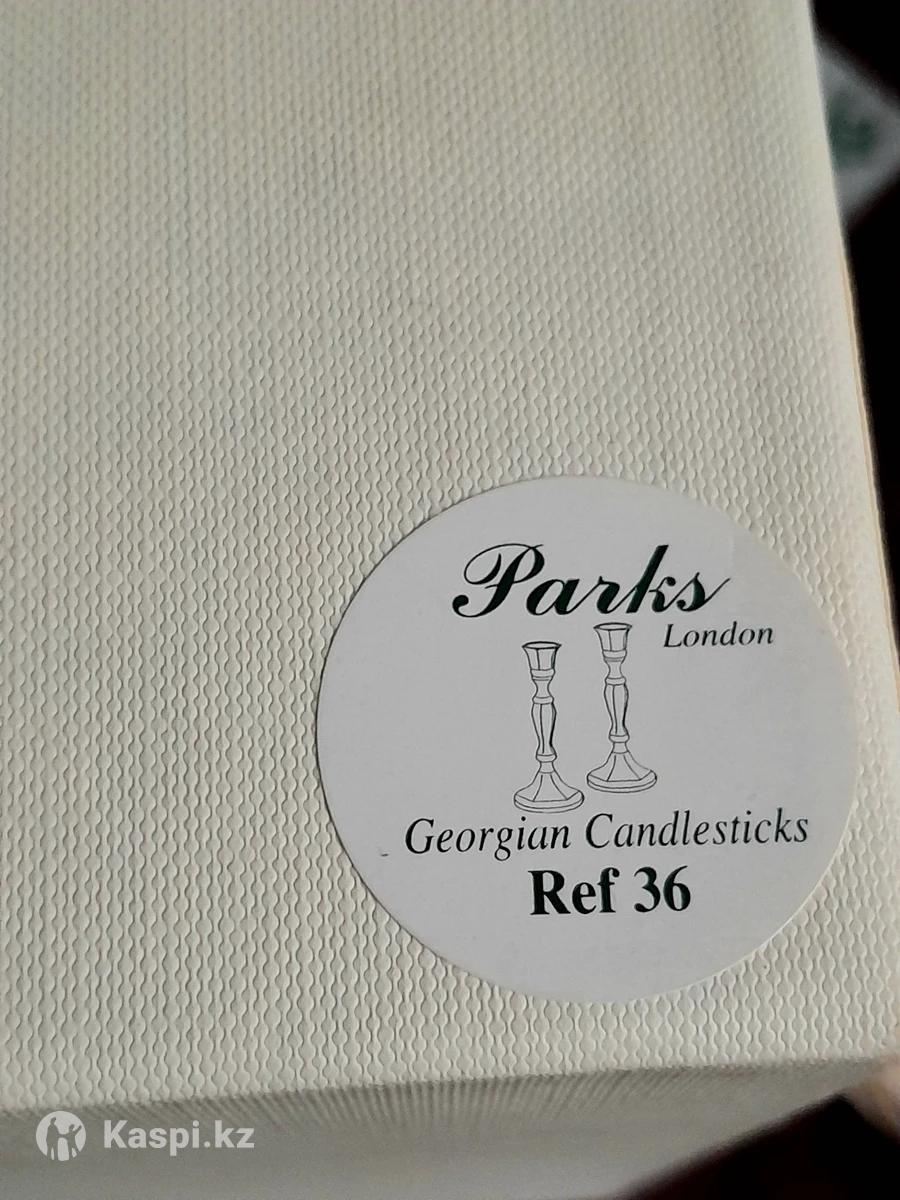 Parks
London
Georgian Candlesticks
Ref 36
Kaspi.kz